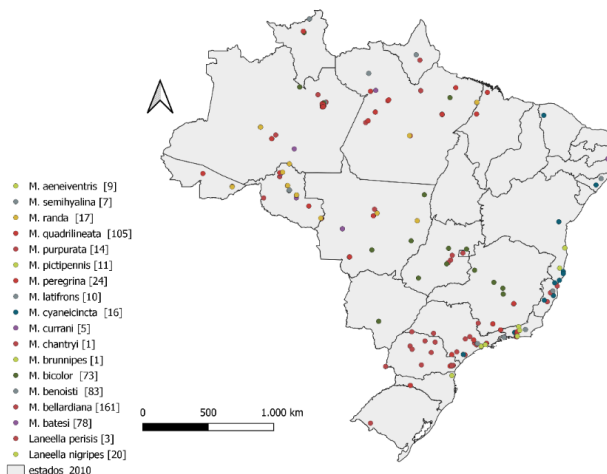 M. aeneiventris [9]
M. semihyalina [7]
M. randa [17]
M. quadrilineata [105]
M. purpurata [14]
M. pictipennis [11]
M. peregrina [24]
M. latifrons [10]
M. cyaneicincta [16]
M. currani [5]
M. chantryi [1]
M. brunnipes [1]
M. bicolor [73]
M. benoisti [83]
M. bellardiana [161]
M. batesi [78]
Laneella perisis [3]
Laneella nigripes [20]
estados_2010
0 500 1.000 km